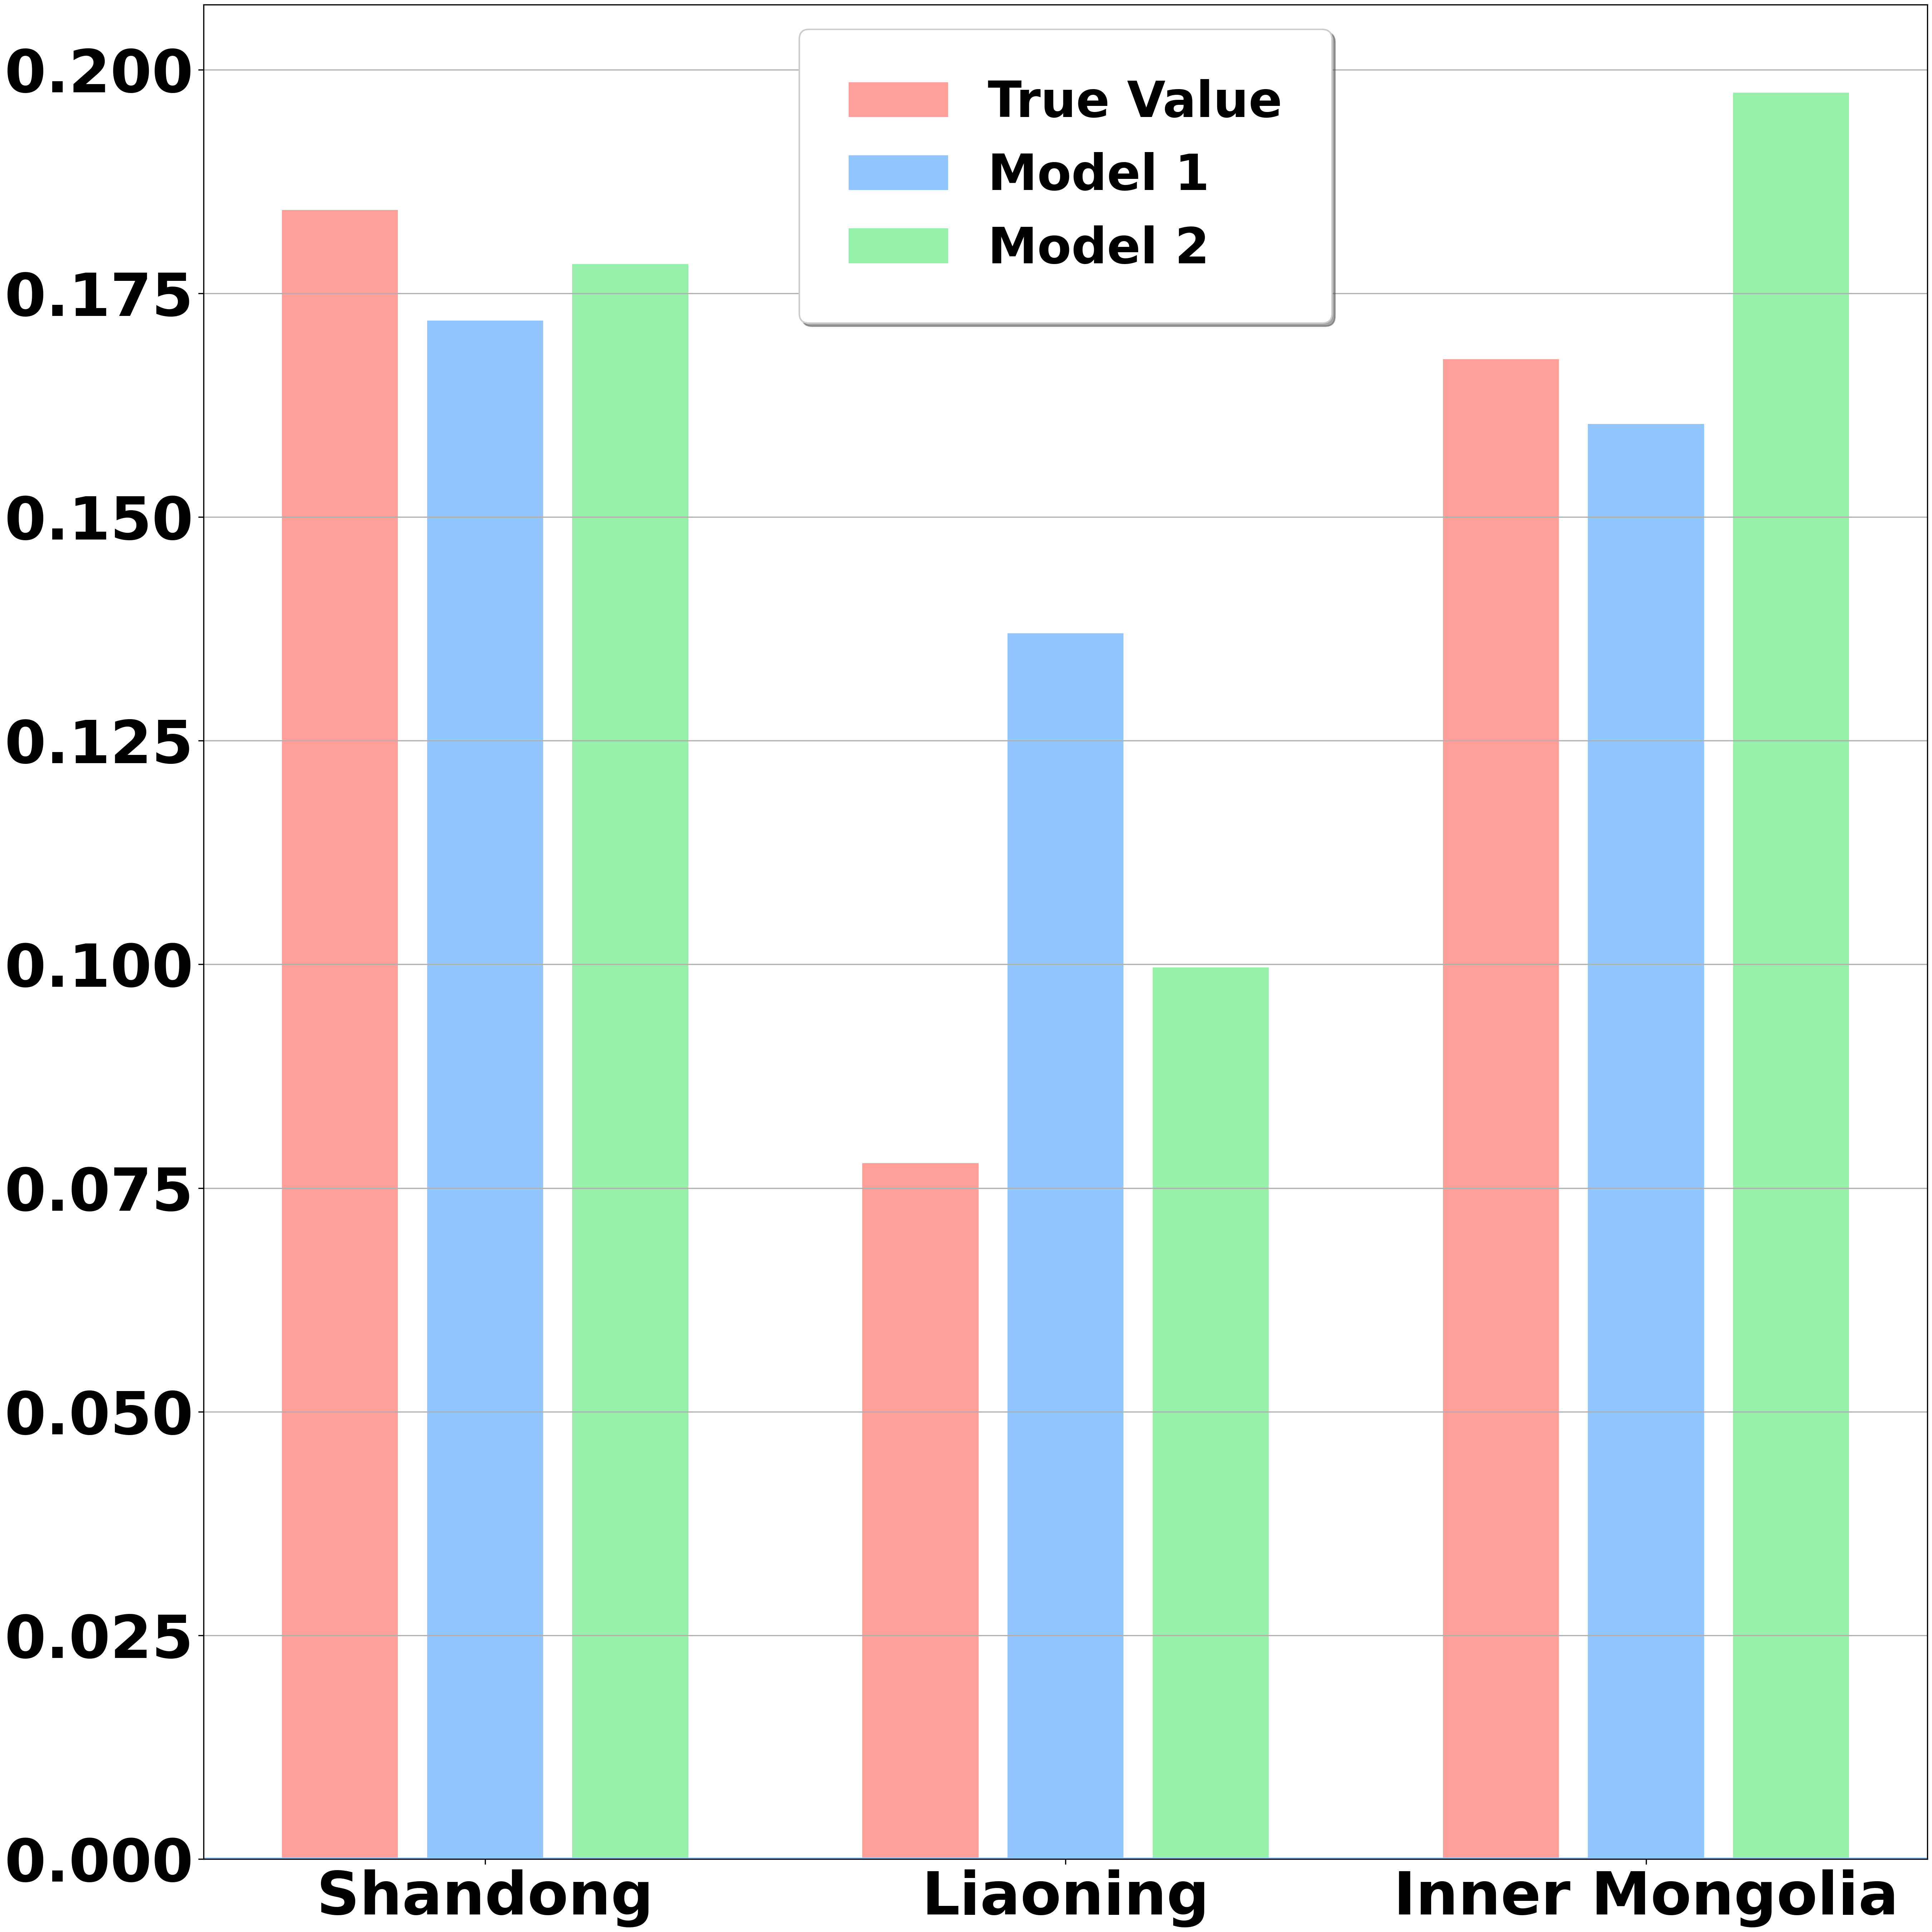 0.200
0.175
0.150
0.125
0.100
0.075
0.050
0.025
0.000
True Value
Model 1
Model 2
Shandong
Liaoning
Inner Mongolia